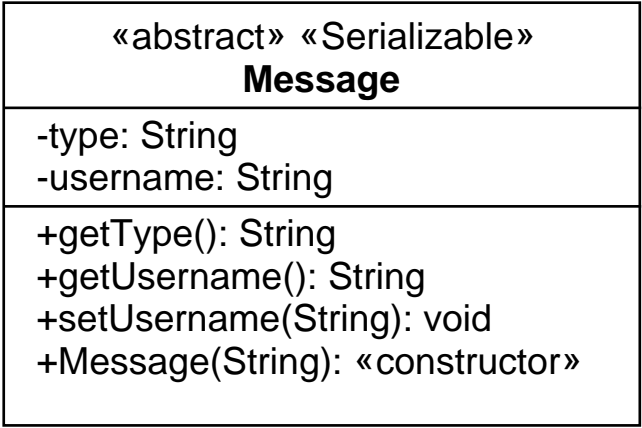 «abstract» «Serializable»
Message
-type: String
-username: String
+getType(): String
+getUsername(): String
+setUsername(String): void
+Message(String): «constructor»